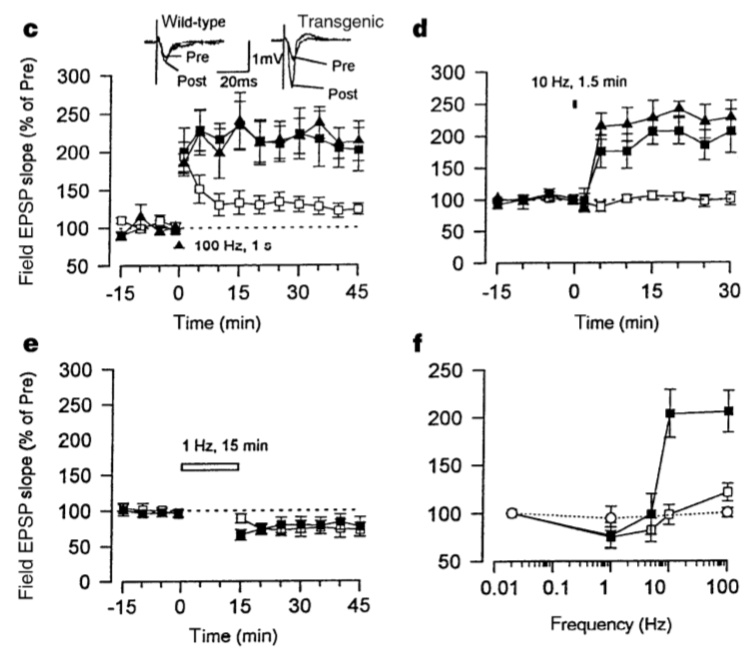 c
Wild-type
Transgenic
Pre
Post
20ms
1mV
Pre
Post
Field EPSP slope (% of Pre)
300
250
200
150
100
50
100 Hz, 1 s
-15 0 15 30 45
Time (min)
d
10 Hz, 1.5 min
300
250
200
150
100
50
0
-15 0 15 30
Time (min)
e
Field EPSP slope (% of Pre)
300
250
200
150
100
50
0
1 Hz, 15 min
-15 0 15 30 45
Time (min)
f
250
200
150
100
50
0.01 0.1 1 10 100
Frequency (Hz)